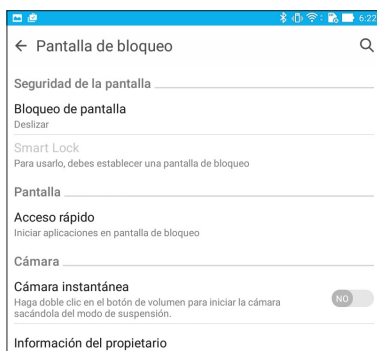 6:22
Pantalla de bloqueo
Seguridad de la pantalla
Bloqueo de pantalla
Deslizar
Smart Lock
Para usarlo, debes establecer una pantalla de bloqueo
Pantalla
Acceso rápido
Iniciar aplicaciones en pantalla de bloqueo
Cámara
Cámara instantánea
Haga doble clic en el botón de volumen para iniciar la cámara
sacándola del modo de suspensión.
NO
Información del propietario